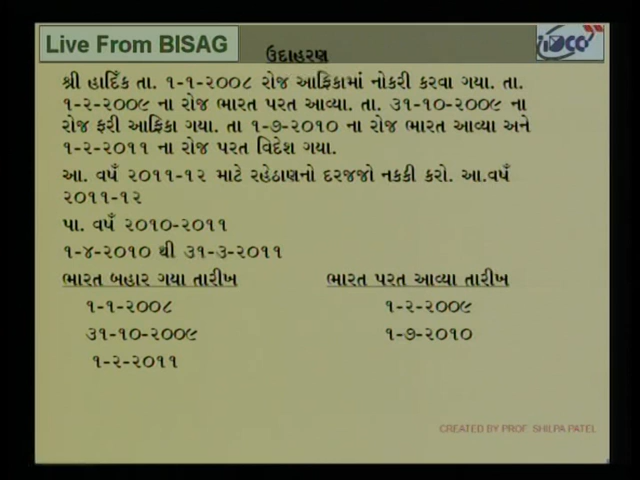 Live From BISAG
ઉદાહરણ
શ્રી હાર્દિક તા. ૧-૧-૨૦૦૮ રોજ આફ્રિકામાં નોકરી કરવા ગયા. તા.
૧-૨-૨૦૦૯ ના રોજ ભારત પરત આવ્યા. તા. ૩૧-૧૦-૨૦૦૯ ના
રોજ ફરી આફ્રિકા ગયા. તા ૧-૭-૨૦૧૦ ના રોજ ભારત આવ્યા અને
૧-૨-૨૦૧૧ ના રોજ પરત વિદેશ ગયા.
આ. વર્ષ ૨૦૧૧-૧૨ માટે રહેઠાણનો દરજજો નકકી કરો. આ.વર્ષ
૨૦૧૧-૧૨
પા. વર્ષ ૨૦૧૦-૨૦૧૧
૧-૪-૨૦૧૦ થી ૩૧-૩-૨૦૧૧
ભારત બહાર ગયા તારીખ ભારત પરત આવ્યા તારીખ
૧-૧-૨૦૦૮ ૧-૨-૨૦૦૯
૩૧-૧૦-૨૦૦૯ ૧-૭-૨૦૧૦
૧-૨-૨૦૧૧
CREATED BY PROF. SHILPA PATEL